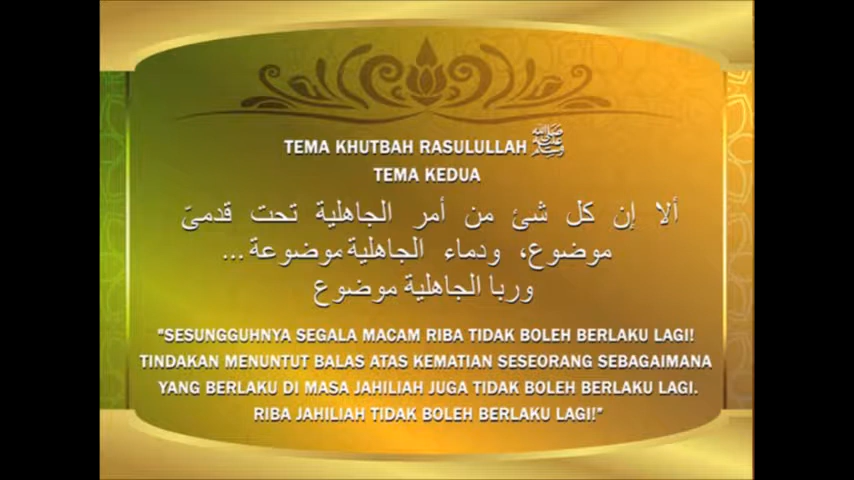 TEMA KHUTBAH RASULULLAH ﷺ
TEMA KEDUA
ألا إن كل شئ من أمر الجاهلية تحت قدميّ
موضوع، ودماء الجاهلية موضوعة ...
وربا الجاهلية موضوع
"SESUNGGUHNYA SEGALA MACAM RIBA TIDAK BOLEH BERLAKU LAGI!
TINDAKAN MENUNTUT BALAS ATAS KEMATIAN SESEORANG SEBAGAIMANA
YANG BERLAKU DI MASA JAHILIAH JUGA TIDAK BOLEH BERLAKU LAGI.
RIBA JAHILIAH TIDAK BOLEH BERLAKU LAGI!"